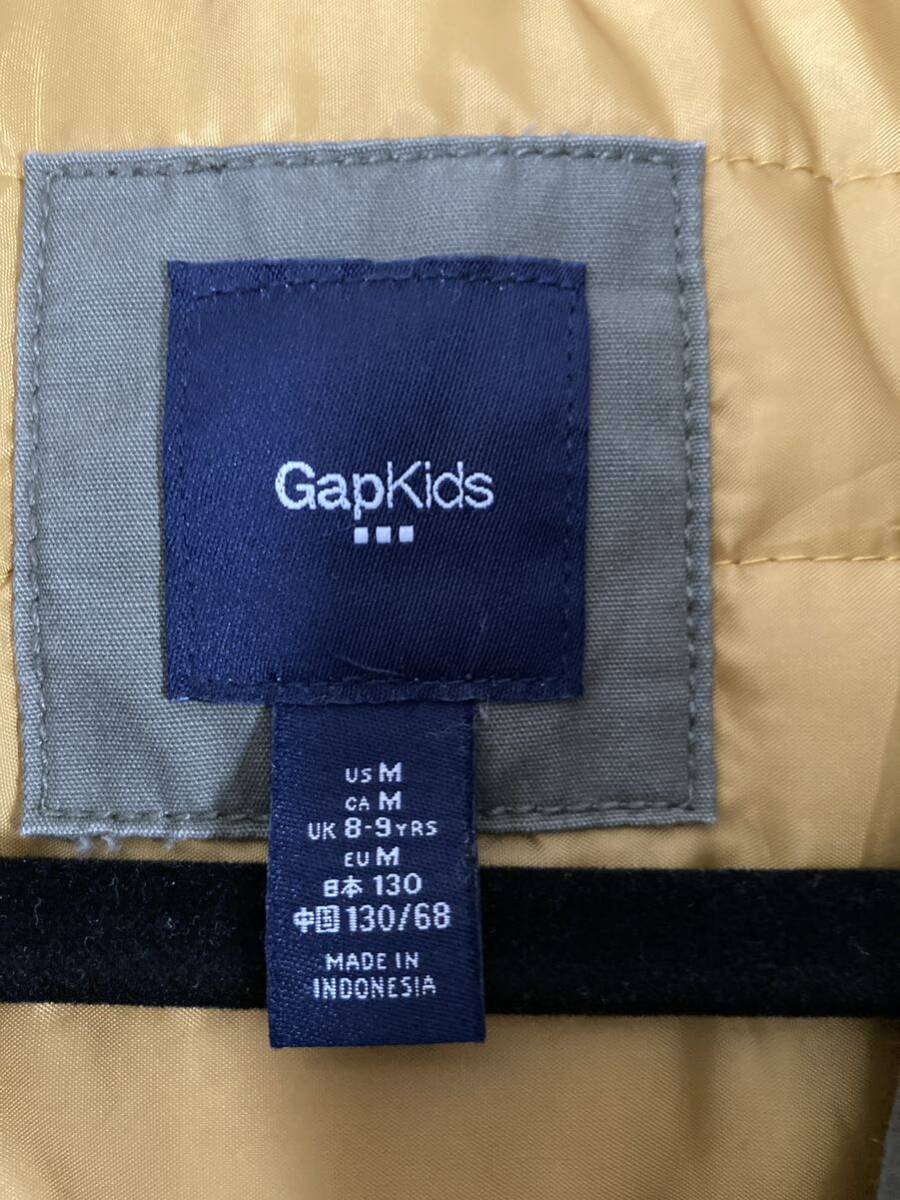 GapKids
US M
CA M
UK 8-9 YRS
EU M
日本 130
中国 130/68
MADE IN
INDONESIA